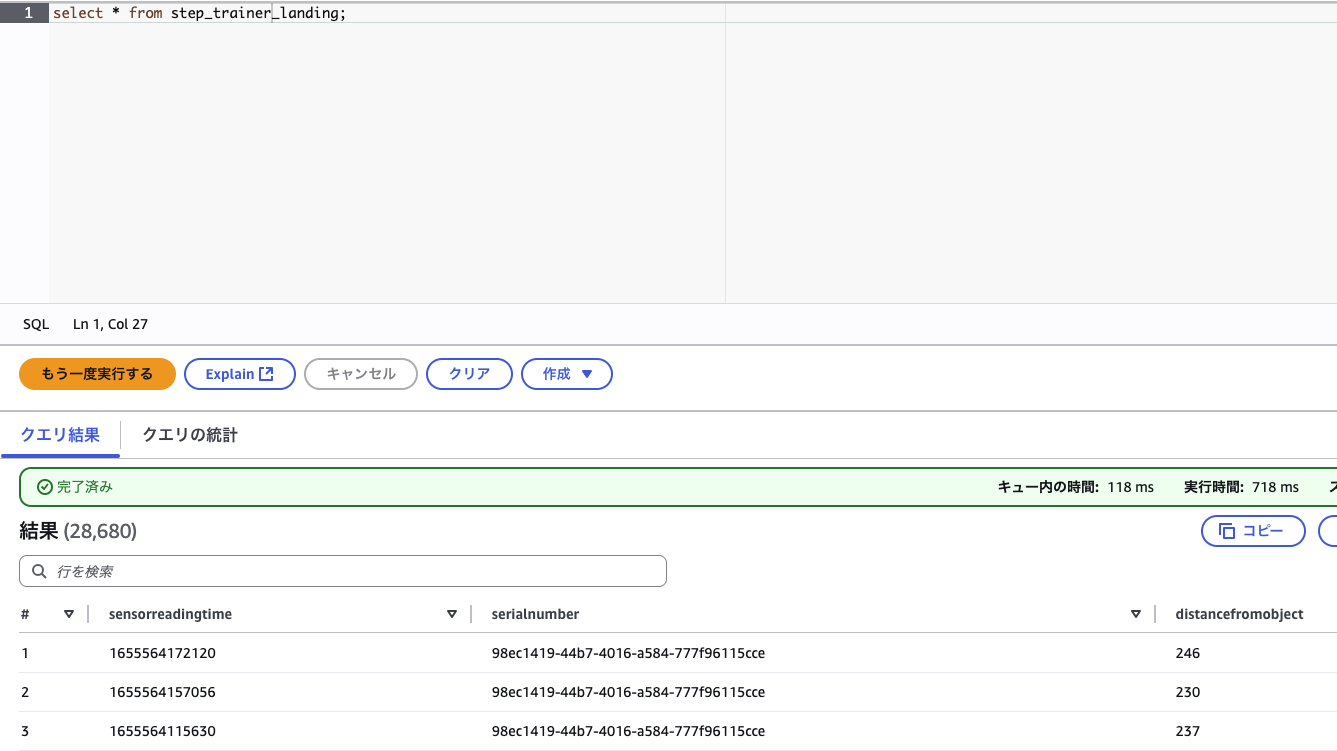 1 select * from step_trainer_landing;
SQL Ln 1, Col 27
もう一度実行する Explain キャンセル クリア 作成
クエリ結果 クエリの統計
完了済み キュー内の時間: 118 ms 実行時間: 718 ms ス
結果 (28,680) コピー
行を検索
# sensorreadingtime serialnumber distancefromobject
1 1655564172120 98ec1419-44b7-4016-a584-777f96115cce 246
2 1655564157056 98ec1419-44b7-4016-a584-777f96115cce 230
3 1655564115630 98ec1419-44b7-4016-a584-777f96115cce 237